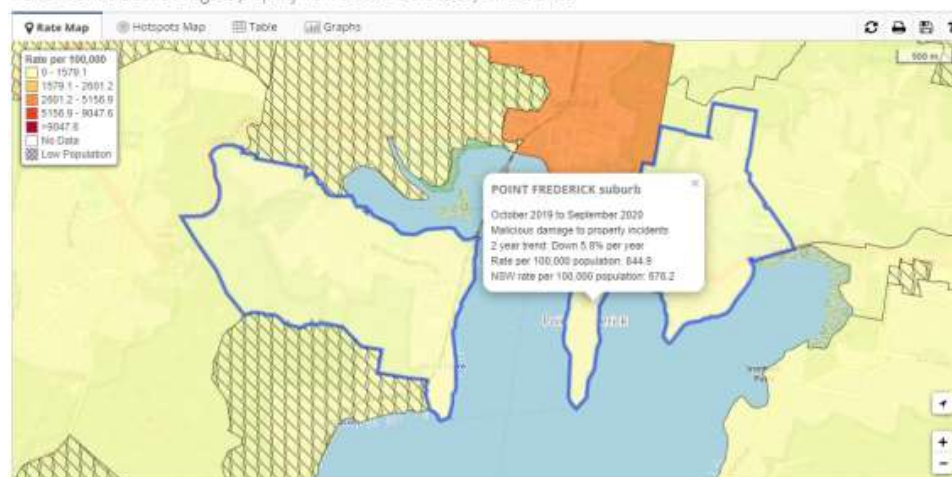 Rate Map
Hotspots Map
Table
Graphs
Rate per 100,000
0 - 1579.1
1579.1 - 2601.2
2601.2 - 5156.9
5156.9 - 9047.6
>9047.6
No Data
Low Population
500 m
POINT FREDERICK suburb
×
October 2019 to September 2020
Malicious damage to property incidents
2 year trend: Down 5.8% per year
Rate per 100,000 population: 644.9
NSW rate per 100,000 population: 676.2
+
−